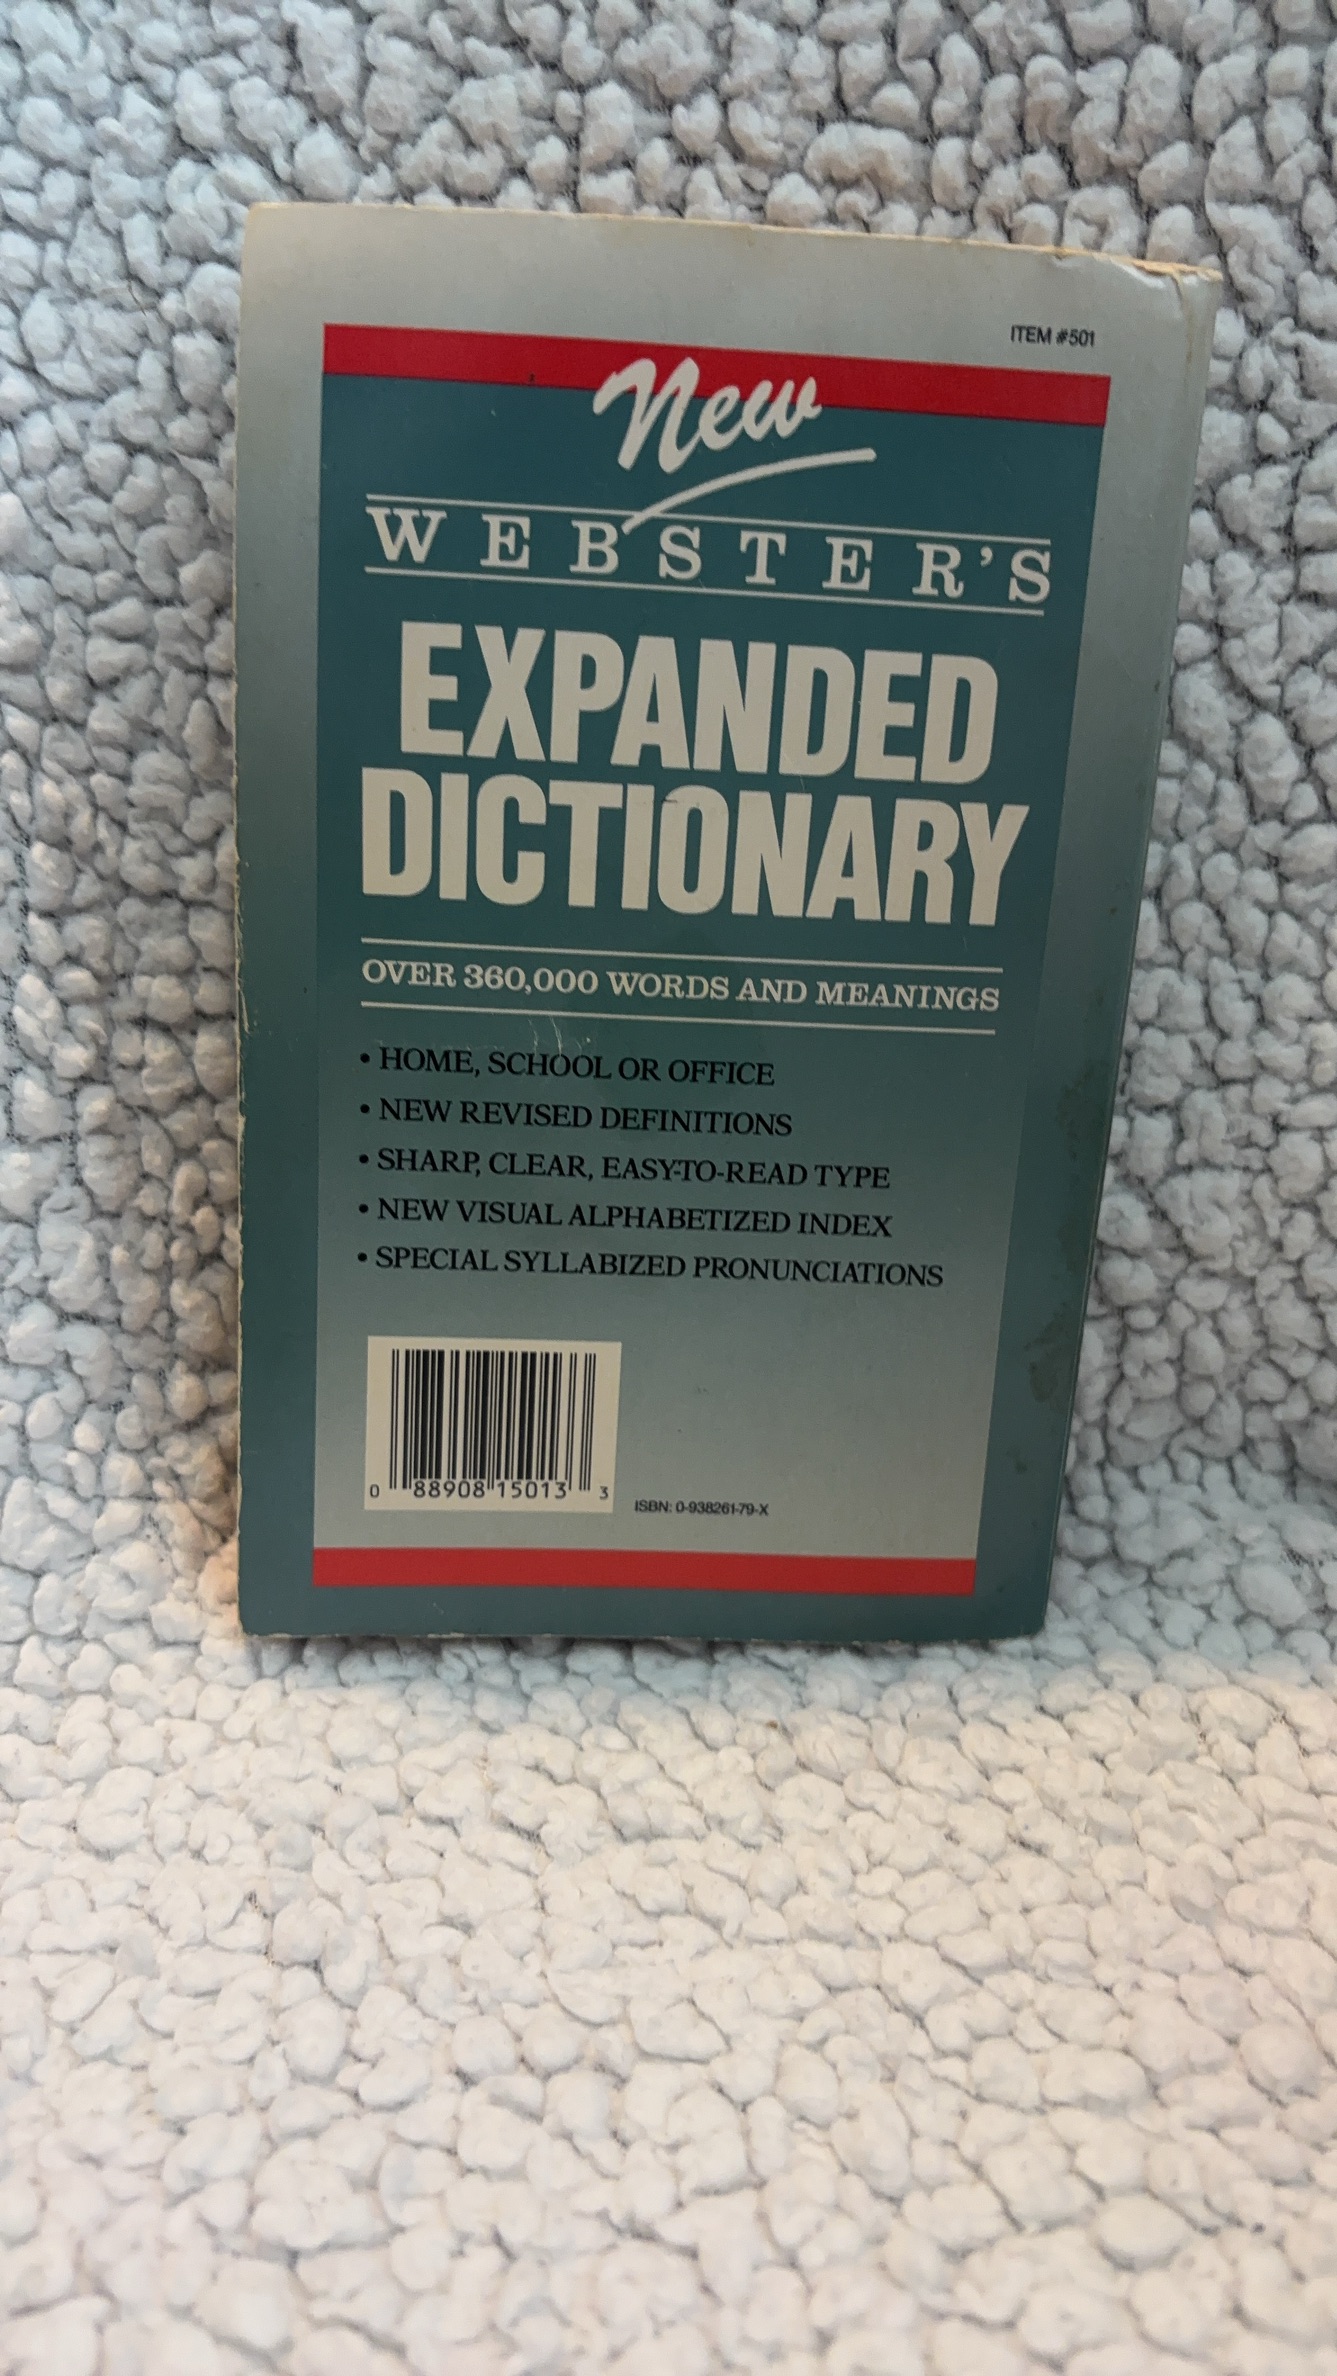 ITEM #501
New
WEBSTER'S
EXPANDED
DICTIONARY
OVER 360,000 WORDS AND MEANINGS
• HOME, SCHOOL OR OFFICE
• NEW REVISED DEFINITIONS
• SHARP, CLEAR, EASY-TO-READ TYPE
• NEW VISUAL ALPHABETIZED INDEX
• SPECIAL SYLLABIZED PRONUNCIATIONS
0 88908 15013 3
ISBN: 0-938261-79-X